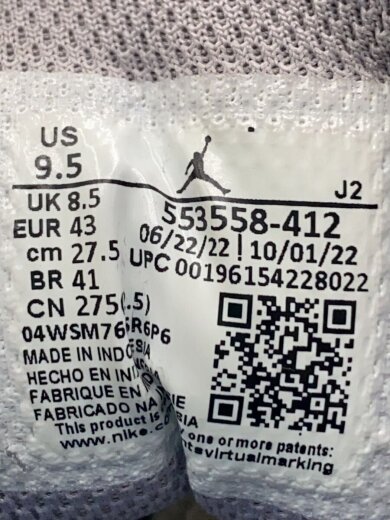 US
9.5
J2
UK 8.5
EUR 43
cm 27.5
BR 41
CN 275(.5)
553558-412
06/22/22 | 10/01/22
UPC 00196154228022
04WSM76 R6P6
MADE IN
HECHO EN
FABRIQUE EN
FABRICADO NA
This product is
y one or more patents:
www.nike.co
virtualmarking